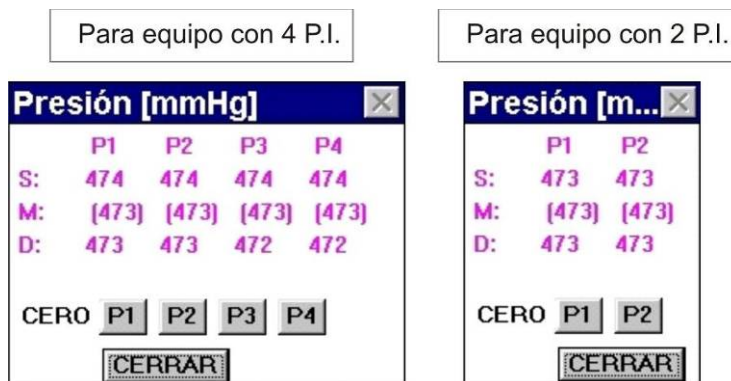 Para equipo con 4 P.I.
Presión [mmHg]
P1 P2 P3 P4
S: 474 474 474 474
M: (473) (473) (473) (473)
D: 473 473 472 472
CERO P1 P2 P3 P4
CERRAR
Para equipo con 2 P.I.
Presión [m...
P1 P2
S: 473 473
M: (473) (473)
D: 473 473
CERO P1 P2
CERRAR